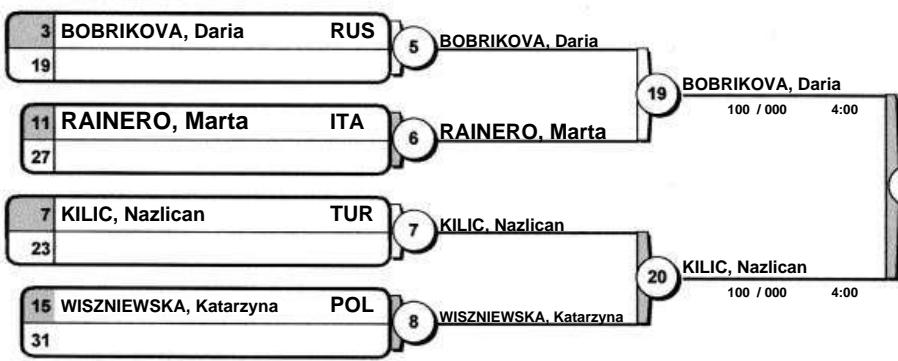 3 BOBRIKOVA, Daria RUS
19
5 BOBRIKOVA, Daria
11 RAINERO, Marta ITA
27
6 RAINERO, Marta
19 BOBRIKOVA, Daria
100 / 000 4:00
7 KILIC, Nazlican TUR
23
7 KILIC, Nazlican
15 WISZNIEWSKA, Katarzyna POL
31
8 WISZNIEWSKA, Katarzyna
20 KILIC, Nazlican
100 / 000 4:00